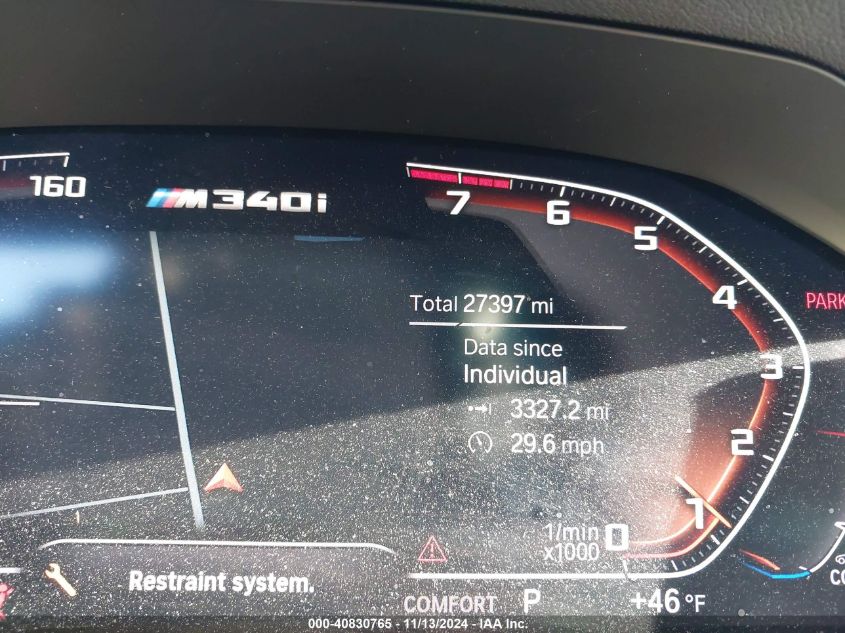 160
M340i
7
6
5
4
3
2
1
0
PARK
Total 27397 mi
Data since
Individual
3327.2 mi
29.6 mph
1/min
x1000
Restraint system.
COMFORT P +46 °F
CO
000-40830765 - 11/13/2024 - IAA Inc.